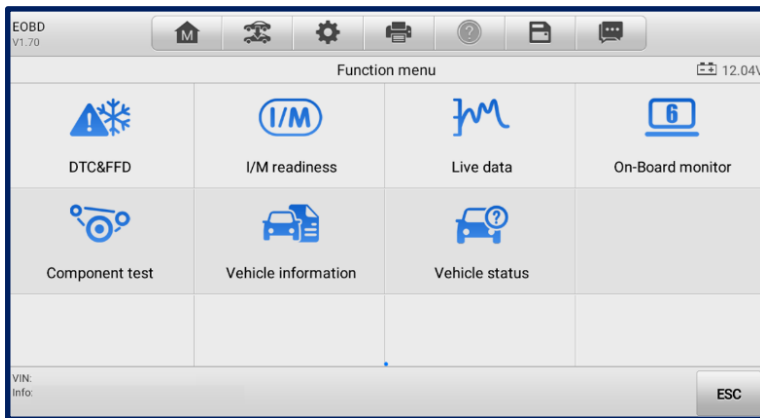 EOBD
V1.70
M
?
Function menu
12.04V
I/M
6
DTC&FFD
I/M readiness
Live data
On-Board monitor
?
Component test
Vehicle information
Vehicle status
VIN:
Info:
ESC